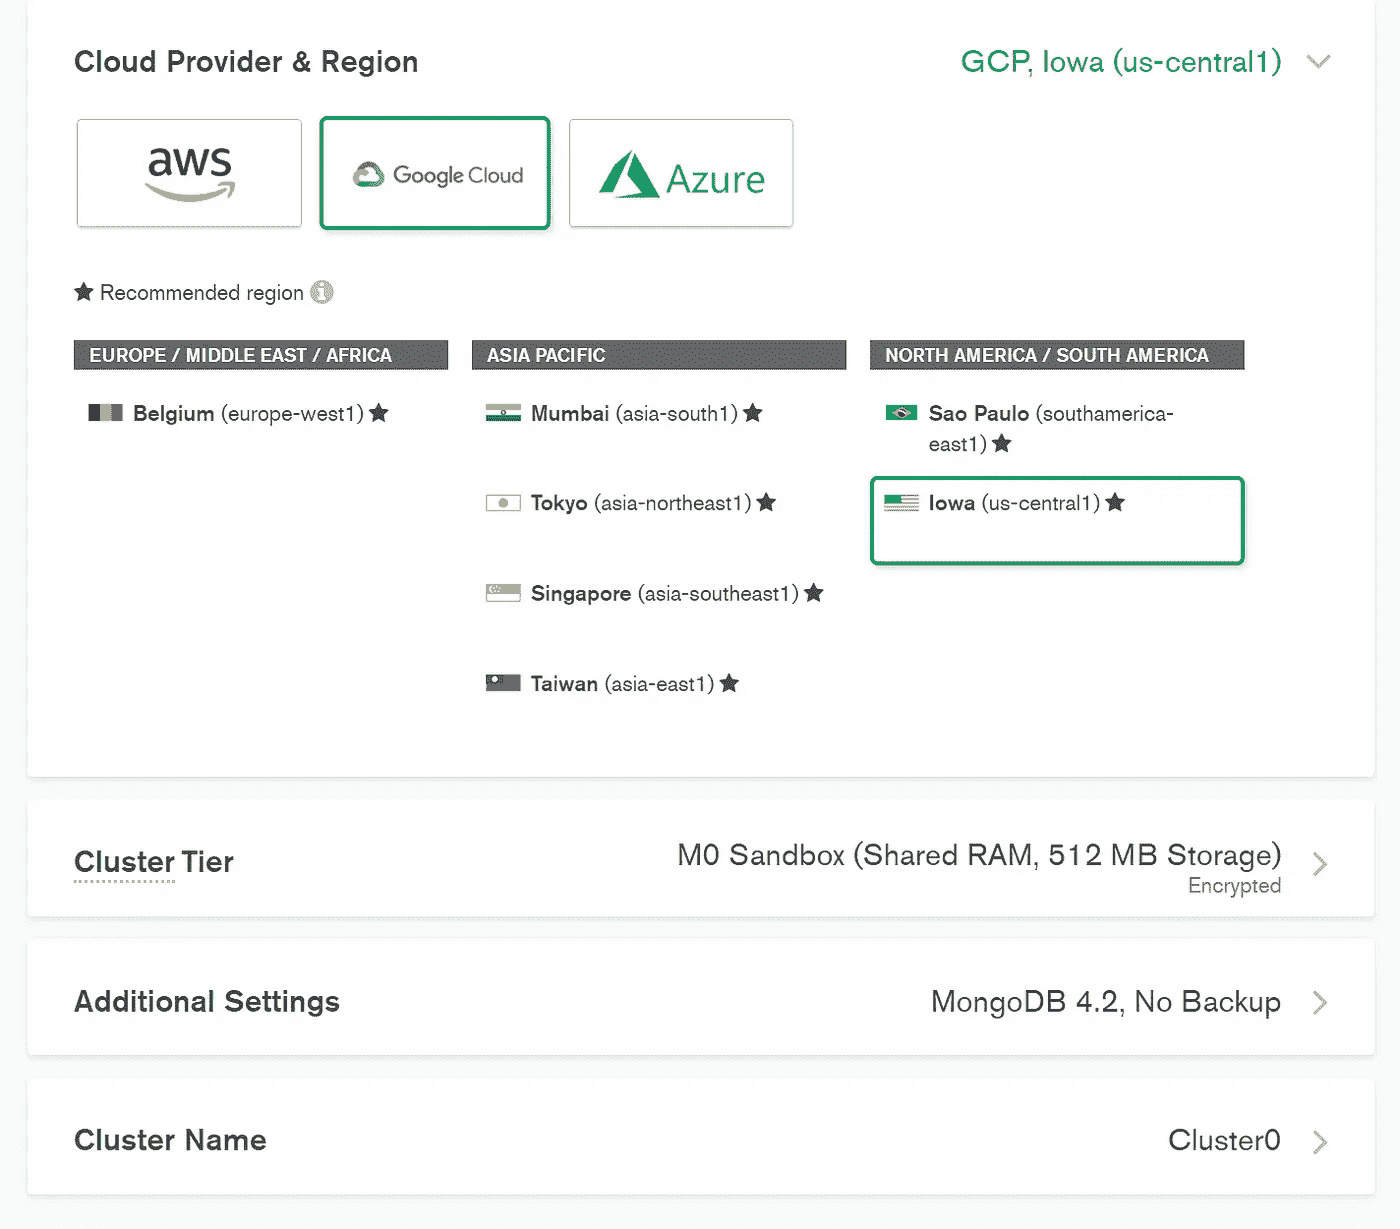 Cloud Provider & Region
GCP, Iowa (us-central1)
aws
Google Cloud
Azure
★ Recommended region
EUROPE / MIDDLE EAST / AFRICA
Belgium (europe-west1) ★
ASIA PACIFIC
Mumbai (asia-south1) ★
Tokyo (asia-northeast1) ★
Singapore (asia-southeast1) ★
Taiwan (asia-east1) ★
NORTH AMERICA / SOUTH AMERICA
Sao Paulo (southamerica-
east1) ★
Iowa (us-central1) ★
Cluster Tier
M0 Sandbox (Shared RAM, 512 MB Storage)
Encrypted
Additional Settings
MongoDB 4.2, No Backup
Cluster Name
Cluster0